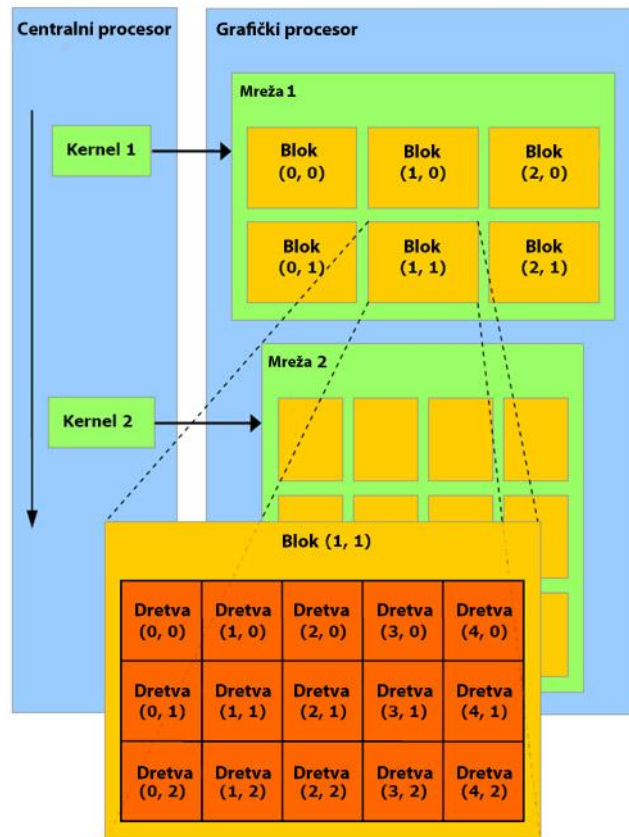 Centralni procesor
Grafički procesor
Mreža 1
Kernel 1
Blok
(0, 0)
Blok
(1, 0)
Blok
(2, 0)
Blok
(0, 1)
Blok
(1, 1)
Blok
(2, 1)
Mreža 2
Kernel 2
Blok (1, 1)
Dretva
(0, 0)
Dretva
(1, 0)
Dretva
(2, 0)
Dretva
(3, 0)
Dretva
(4, 0)
Dretva
(0, 1)
Dretva
(1, 1)
Dretva
(2, 1)
Dretva
(3, 1)
Dretva
(4, 1)
Dretva
(0, 2)
Dretva
(1, 2)
Dretva
(2, 2)
Dretva
(3, 2)
Dretva
(4, 2)